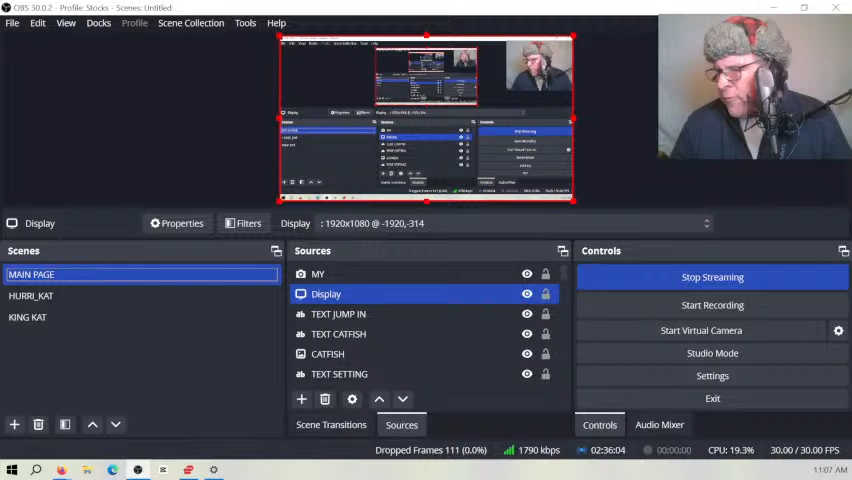 OBS 30.0.2 - Profile: Stocks - Scenes: Untitled
File Edit View Docks Profile Scene Collection Tools Help
Display Properties Filters Display : 1920x1080 @ -1920,-314
Scenes
MAIN PAGE
HURRI_KAT
KING KAT
Sources
MY
Display
TEXT JUMP IN
TEXT CATFISH
CATFISH
TEXT SETTING
Scene Transitions Sources
Controls
Stop Streaming
Start Recording
Start Virtual Camera
Studio Mode
Settings
Exit
Controls Audio Mixer
Dropped Frames 111 (0.0%) 1790 kbps 02:36:04 00:00:00 CPU: 19.3% 30.00 / 30.00 FPS
11:07 AM